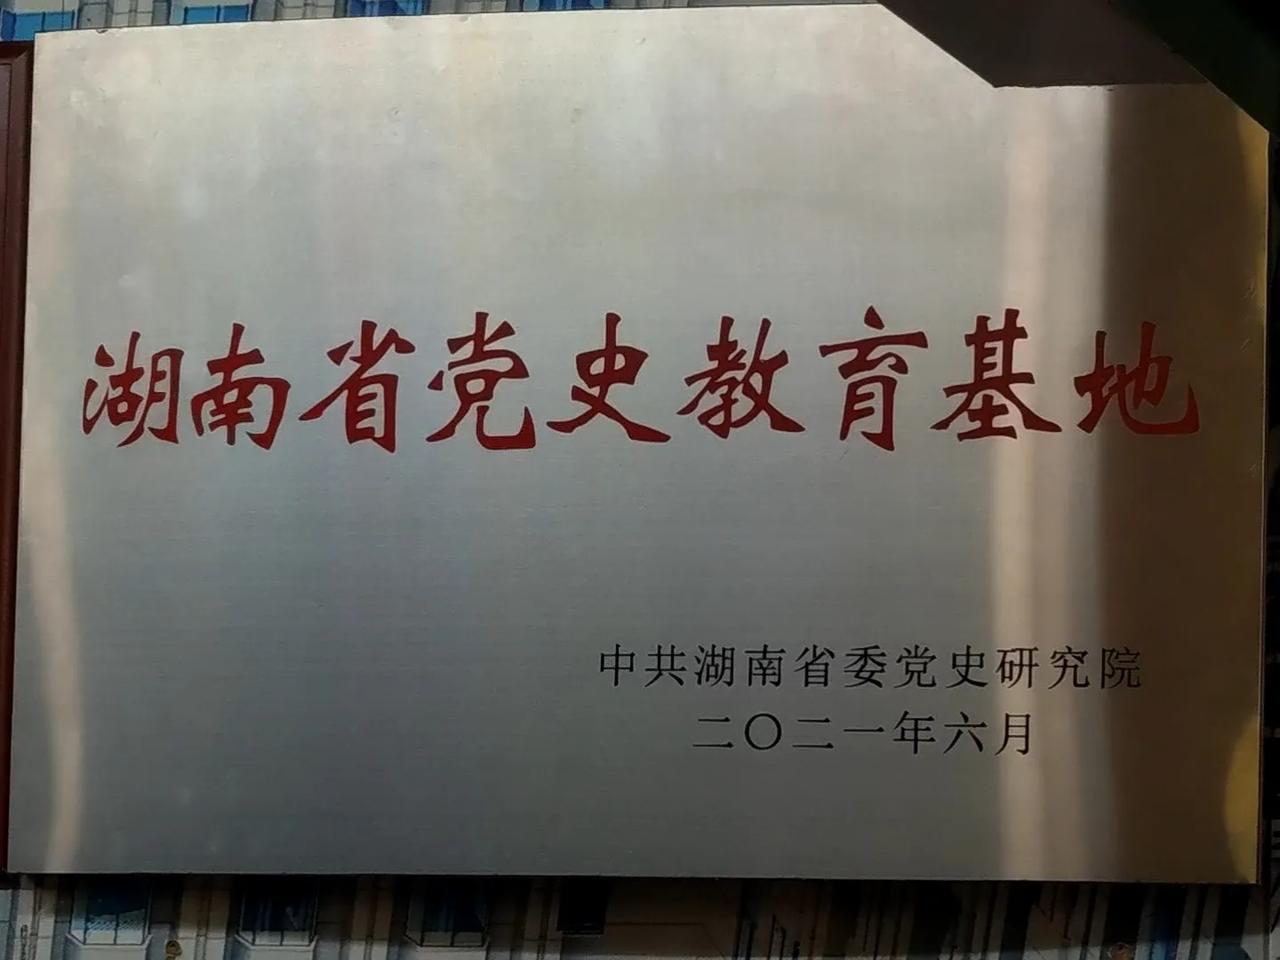 湖南省党史教育基地
中共湖南省委党史研究院
二〇二一年六月